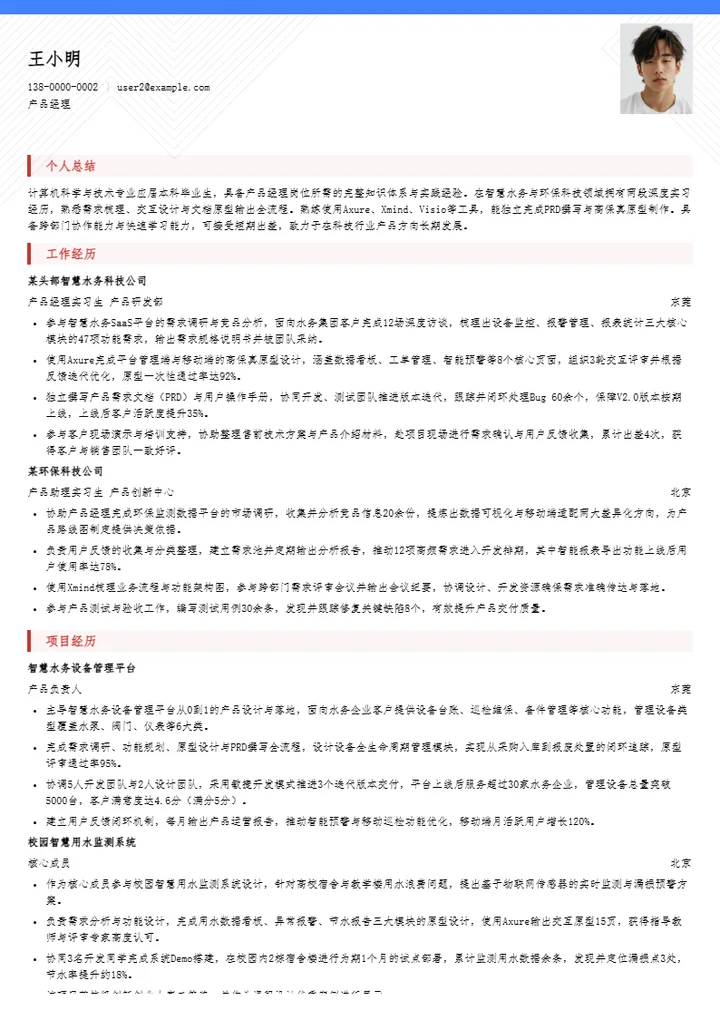 王小明
138-0000-0002 | user2@example.com
产品经理
个人总结
计算机科学与技术专业应届本科毕业生，具备产品经理岗位所需的完整知识体系与实践经验。在智慧水务与环保科技领域拥有两段深度实习
经历，熟悉需求梳理、交互设计与文档原型输出全流程。熟练使用Axure、Xmind、Visio等工具，能独立完成PRD撰写与高保真原型制作。具
备跨部门协作能力与快速学习能力，可接受短期出差，致力于在科技行业产品方向长期发展。
工作经历
某头部智慧水务科技公司
产品经理实习生 产品研发部 东莞
• 参与智慧水务SaaS平台的需求调研与竞品分析，面向水务集团客户完成12场深度访谈，梳理出设备监控、报警管理、报表统计三大核心
模块的47项功能需求，输出需求规格说明书并被团队采纳。
• 使用Axure完成平台管理端与移动端的高保真原型设计，涵盖数据看板、工单管理、智能预警等8个核心页面，组织3轮交互评审并根据
反馈迭代优化，原型一次性通过率达92%。
• 独立撰写产品需求文档（PRD）与用户操作手册，协同开发、测试团队推进版本迭代，跟踪并闭环处理Bug 60余个，保障V2.0版本按期
上线，上线后客户活跃度提升35%。
• 参与客户现场演示与培训支持，协助整理售前技术方案与产品介绍材料，赴项目现场进行需求确认与用户反馈收集，累计出差4次，获
得客户与销售团队一致好评。
某环保科技公司
产品助理实习生 产品创新中心 北京
• 协助产品经理完成环保监测数据平台的市场调研，收集并分析竞品信息20余份，提炼出数据可视化与移动端适配两大差异化方向，为产
品路线图制定提供决策依据。
• 负责用户反馈的收集与分类整理，建立需求池并定期输出分析报告，推动12项高频需求进入开发排期，其中智能报表导出功能上线后用
户使用率达78%。
• 使用Xmind梳理业务流程与功能架构图，参与跨部门需求评审会议并输出会议纪要，协调设计、开发资源确保需求准确传达与落地。
• 参与产品测试与验收工作，编写测试用例30余条，发现并跟踪修复关键缺陷8个，有效提升产品交付质量。
项目经历
智慧水务设备管理平台
产品负责人 东莞
• 主导智慧水务设备管理平台从0到1的产品设计与落地，面向水务企业客户提供设备台账、巡检维保、备件管理等核心功能，管理设备类
型覆盖水泵、阀门、仪表等6大类。
• 完成需求调研、功能规划、原型设计与PRD撰写全流程，设计设备全生命周期管理模块，实现从采购入库到报废处置的闭环追踪，原型
评审通过率95%。
• 协调5人开发团队与2人设计团队，采用敏捷开发模式推进3个迭代版本交付，平台上线后服务超过30家水务企业，管理设备总量突破
5000台，客户满意度达4.6分（满分5分）。
• 建立用户反馈闭环机制，每月输出产品运营报告，推动智能预警与移动巡检功能优化，移动端月活跃用户增长120%。
校园智慧用水监测系统
核心成员 北京
• 作为核心成员参与校园智慧用水监测系统设计，针对高校宿舍与教学楼用水浪费问题，提出基于物联网传感器的实时监测与漏损预警方
案。
• 负责需求分析与功能设计，完成用水数据看板、异常报警、节水报告三大模块的原型设计，使用Axure输出交互原型15页，获得指导教
师与评审专家高度认可。
• 协同3名开发同学完成系统Demo搭建，在校园内2栋宿舍楼进行为期1个月的试点部署，累计监测用水数据余条，发现并定位漏损点3处，
节水率提升约18%。